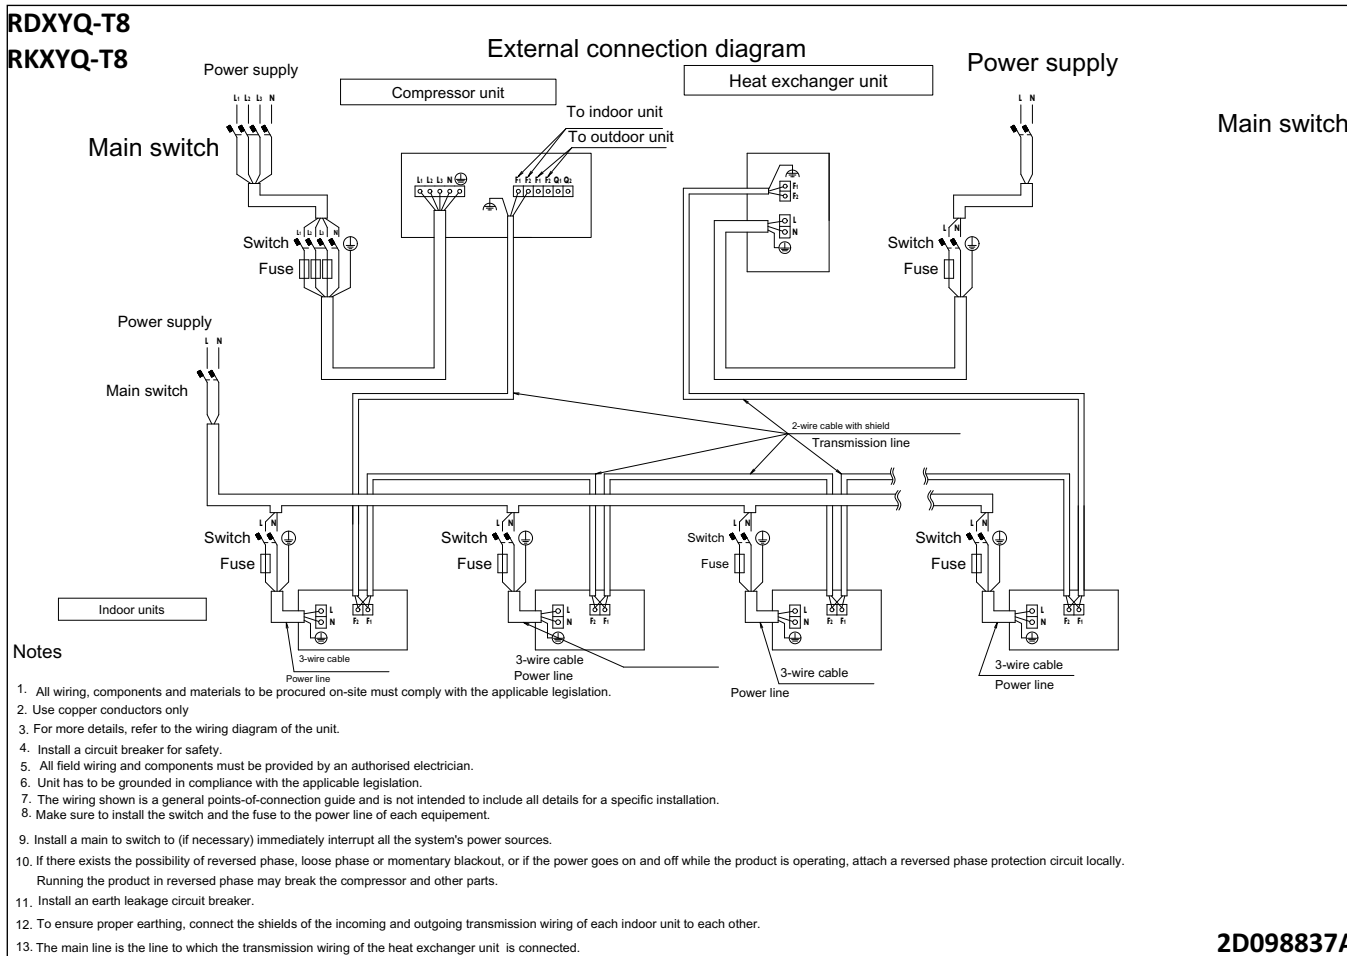 RDXYQ-T8
RKXYQ-T8
External connection diagram
Power supply
Compressor unit
Heat exchanger unit
Power supply
L1 L2 L3 N
To indoor unit
To outdoor unit
L N
Main switch
Main switch
L1 L2 L3 N
F1 F2 F1 F2 Q1 Q2
F1
F2
L
N
Switch
L1 L2 L3 N
Fuse
Switch
L N
Fuse
Power supply
L N
Main switch
2-wire cable with shield
Transmission line
L N
L N
L N
L N
Switch
Switch
Switch
Switch
Fuse
Fuse
Fuse
Fuse
Indoor units
L
N
F2 F1
L
N
F2 F1
L
N
F2 F1
L
N
F2 F1
3-wire cable
Power line
3-wire cable
Power line
3-wire cable
Power line
3-wire cable
Power line
Notes
1. All wiring, components and materials to be procured on-site must comply with the applicable legislation.
2. Use copper conductors only
3. For more details, refer to the wiring diagram of the unit.
4. Install a circuit breaker for safety.
5. All field wiring and components must be provided by an authorised electrician.
6. Unit has to be grounded in compliance with the applicable legislation.
7. The wiring shown is a general points-of-connection guide and is not intended to include all details for a specific installation.
8. Make sure to install the switch and the fuse to the power line of each equipement.
9. Install a main to switch to (if necessary) immediately interrupt all the system's power sources.
10. If there exists the possibility of reversed phase, loose phase or momentary blackout, or if the power goes on and off while the product is operating, attach a reversed phase protection circuit locally.
Running the product in reversed phase may break the compressor and other parts.
11. Install an earth leakage circuit breaker.
12. To ensure proper earthing, connect the shields of the incoming and outgoing transmission wiring of each indoor unit to each other.
13. The main line is the line to which the transmission wiring of the heat exchanger unit is connected.
2D098837A